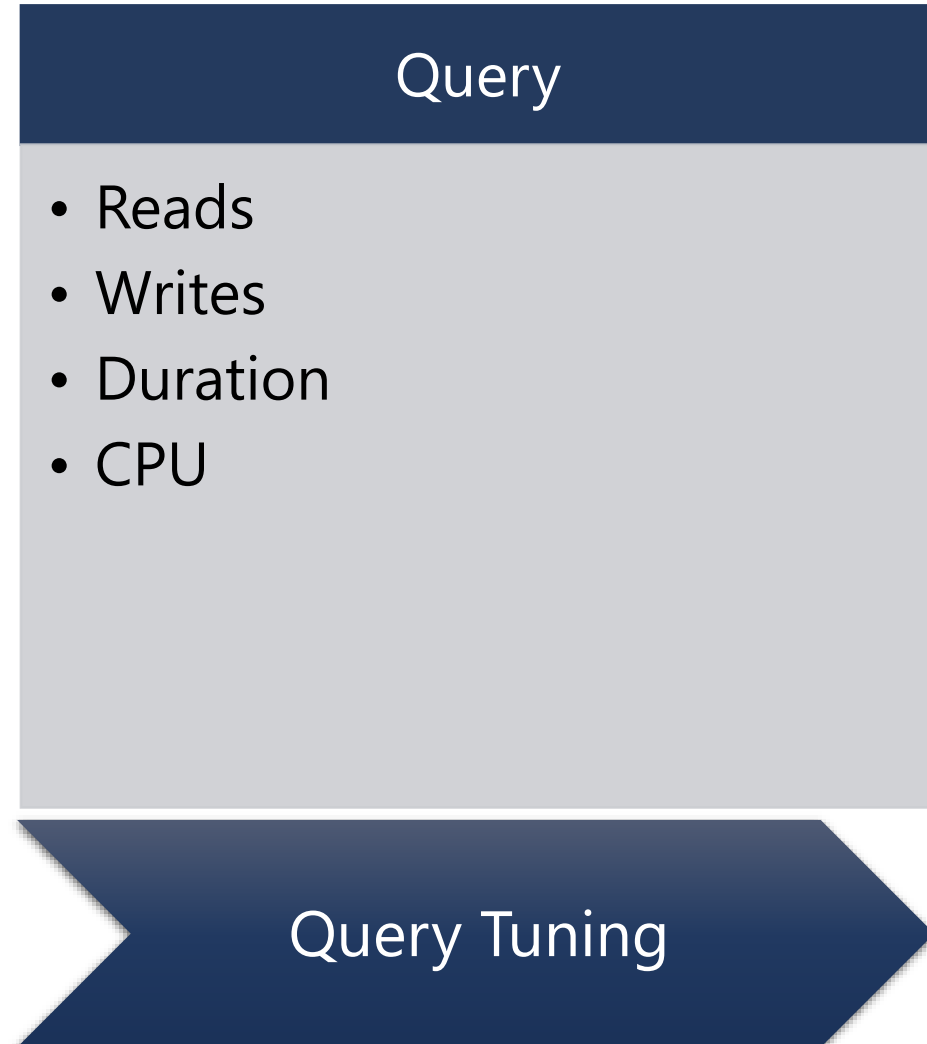 Query
• Reads
• Writes
• Duration
• CPU
Query Tuning